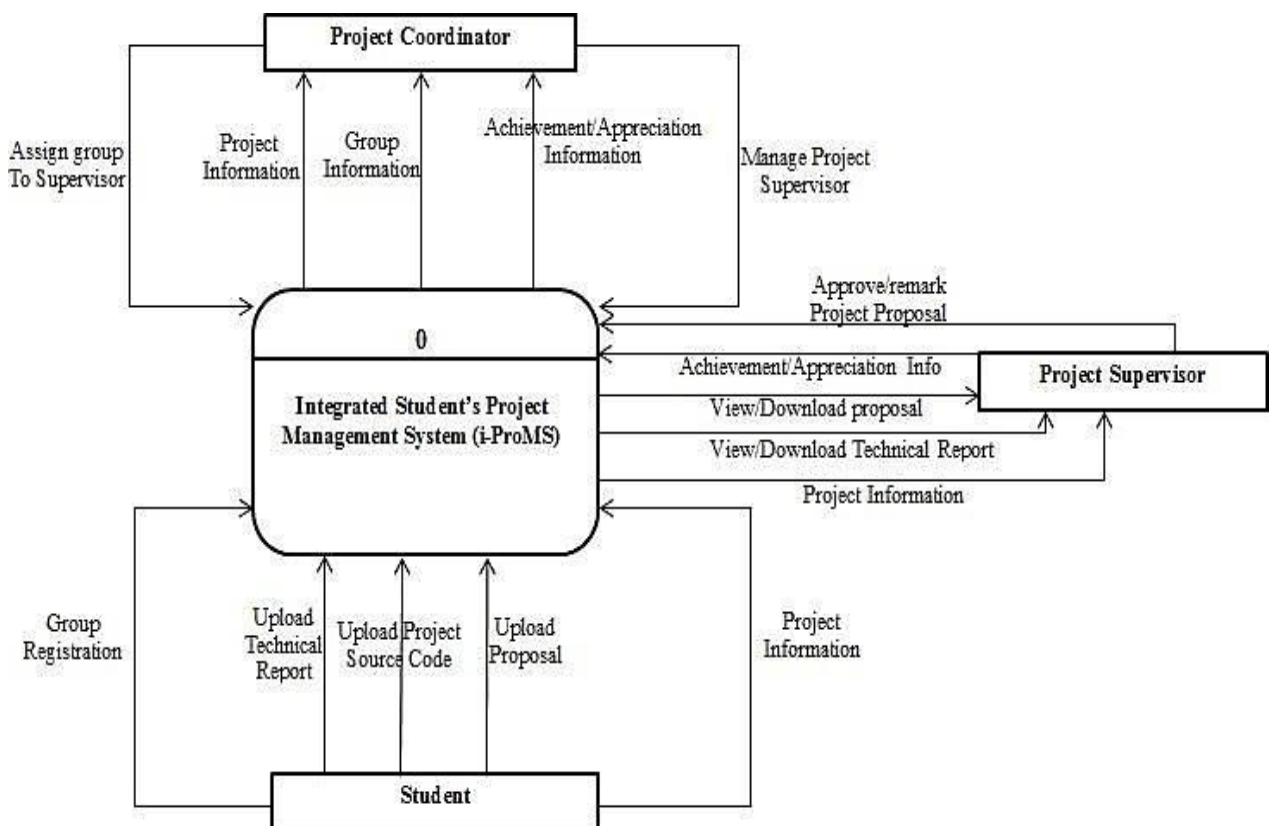 Project Coordinator
Assign group
To Supervisor
Project
Information
Group
Information
Achievement/Appreciation
Information
Manage Project
Supervisor
Approve/remark
Project Proposal
0
Achievement/Appreciation Info
Project Supervisor
Integrated Student's Project
Management System (i-ProMS)
View/Download proposal
View/Download Technical Report
Project Information
Group
Registration
Upload
Technical
Report
Upload Project
Source Code
Upload
Proposal
Project
Information
Student